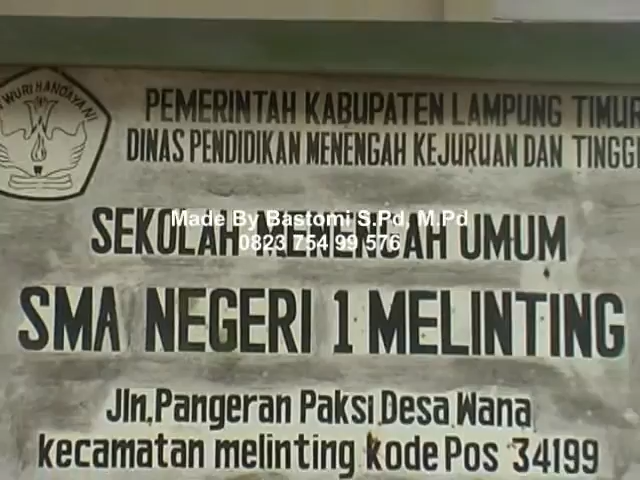 WURI HANDAYANI
PEMERINTAH KABUPATEN LAMPUNG TIMUR
DINAS PENDIDIKAN MENENGAH KEJURUAN DAN TINGGI
SEKOLAH MENENGAH UMUM
Made By Bastomi S.Pd, M.Pd
0823 754 99 576
SMA NEGERI 1 MELINTING
Jln.Pangeran Paksi Desa Wana
kecamatan melinting kode Pos 34199